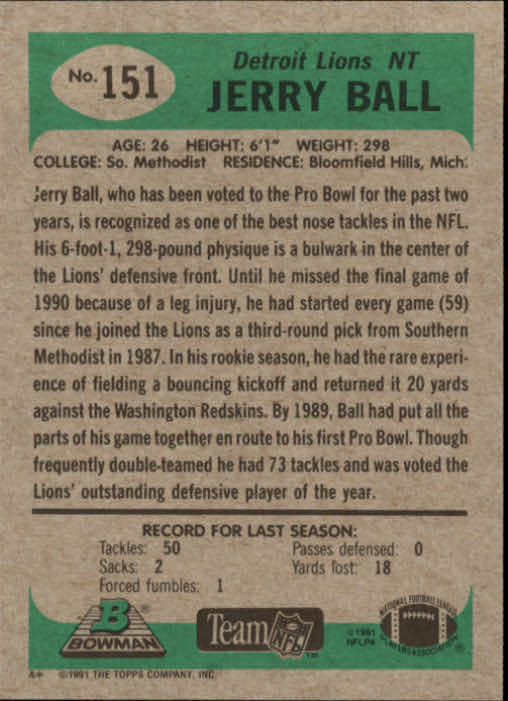 Detroit Lions NT
No. 151 JERRY BALL
AGE: 26 HEIGHT: 6'1" WEIGHT: 298
COLLEGE: So. Methodist RESIDENCE: Bloomfield Hills, Mich.
Jerry Ball, who has been voted to the Pro Bowl for the past two
years, is recognized as one of the best nose tackles in the NFL.
His 6-foot-1, 298-pound physique is a bulwark in the center of
the Lions' defensive front. Until he missed the final game of
1990 because of a leg injury, he had started every game (59)
since he joined the Lions as a third-round pick from Southern
Methodist in 1987. In his rookie season, he had the rare experi-
ence of fielding a bouncing kickoff and returned it 20 yards
against the Washington Redskins. By 1989, Ball had put all the
parts of his game together en route to his first Pro Bowl. Though
frequently double-teamed he had 73 tackles and was voted the
Lions' outstanding defensive player of the year.
RECORD FOR LAST SEASON:
Tackles: 50 Passes defensed: 0
Sacks: 2 Yards lost: 18
Forced fumbles: 1
B ®
BOWMAN
Team NFL ™
©1991
NFLPA
NATIONAL FOOTBALL LEAGUE
PLAYERS ASSOCIATION ®
A* ©1991 THE TOPPS COMPANY, INC.